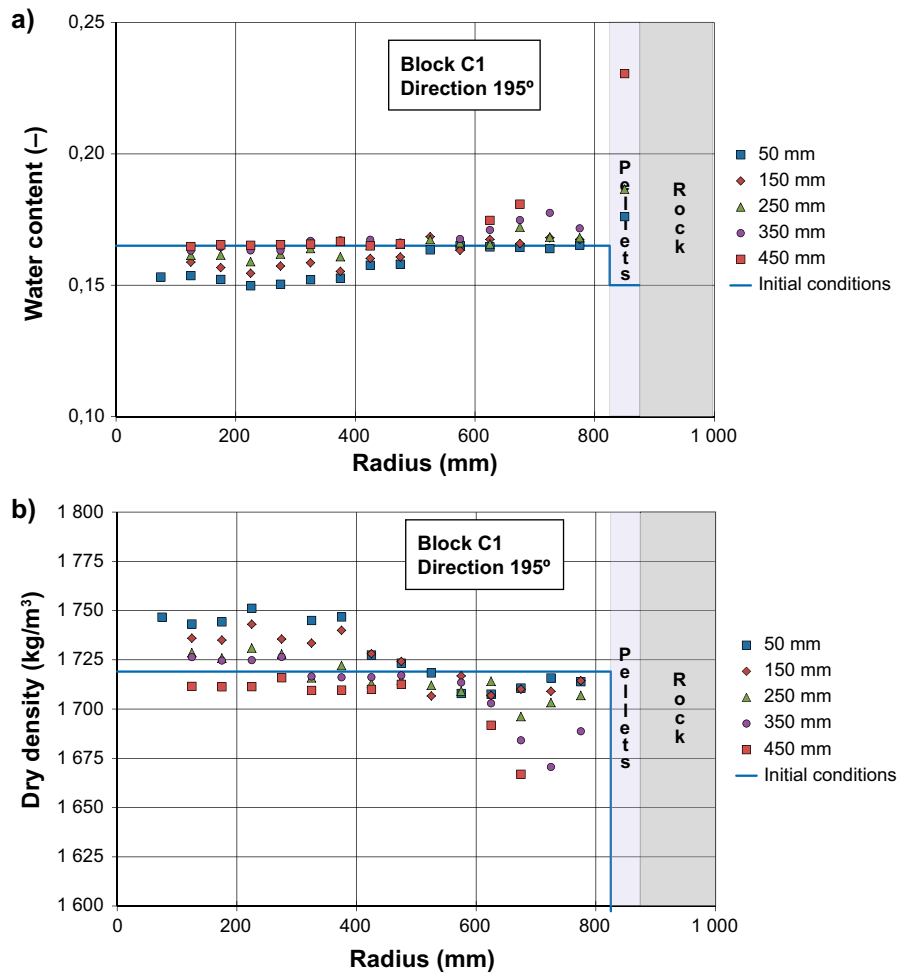 a)
0,25
0,20
0,15
0,10
Water content (–)
Block C1
Direction 195º
Pellets
Rock
50 mm
150 mm
250 mm
350 mm
450 mm
Initial conditions
0
200
400
600
800
1 000
Radius (mm)
b)
1 800
1 775
1 750
1 725
1 700
1 675
1 650
1 625
1 600
Dry density (kg/m³)
Block C1
Direction 195º
Pellets
Rock
50 mm
150 mm
250 mm
350 mm
450 mm
Initial conditions
0
200
400
600
800
1 000
Radius (mm)